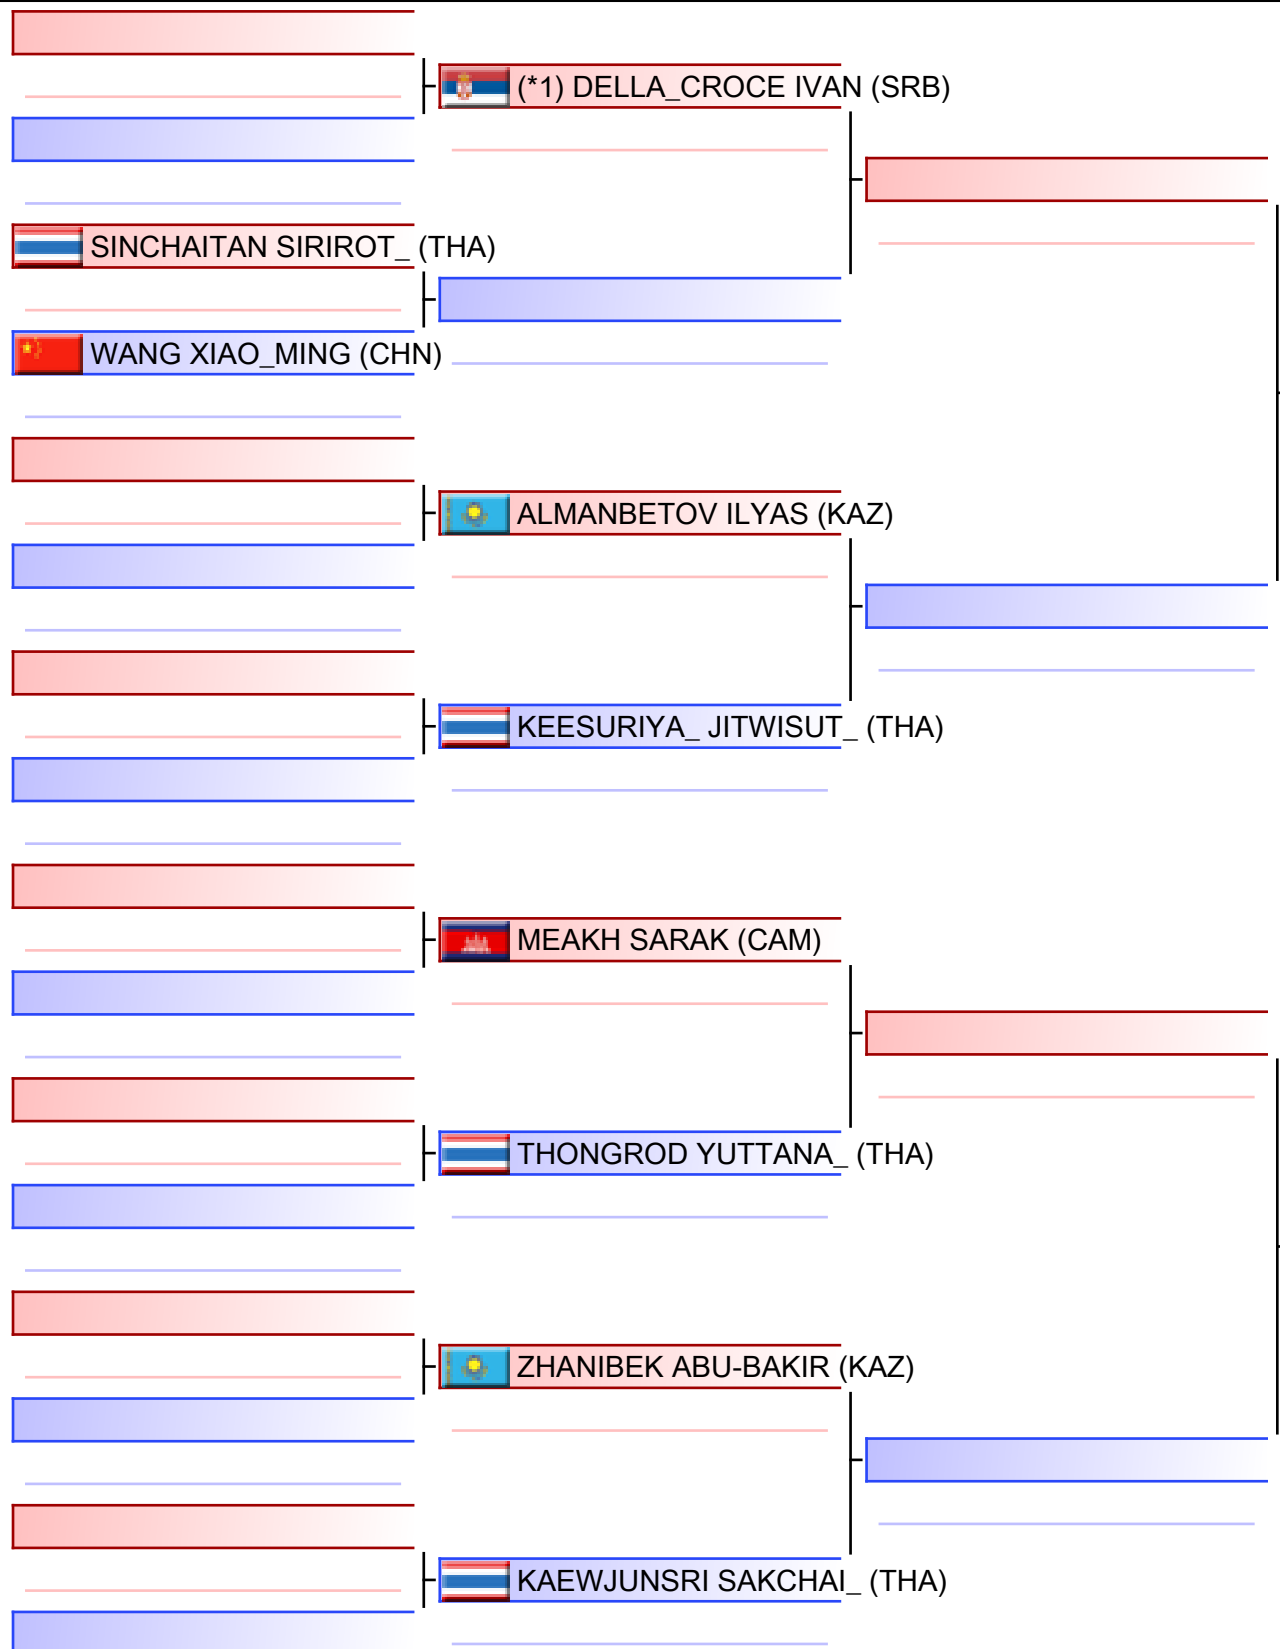 (*1) DELLA_CROCE IVAN (SRB)
SINCHAITAN SIRIROT_ (THA)
WANG XIAO_MING (CHN)
ALMANBETOV ILYAS (KAZ)
KEESURIYA_ JITWISUT_ (THA)
MEAKH SARAK (CAM)
THONGROD YUTTANA_ (THA)
ZHANIBEK ABU-BAKIR (KAZ)
KAEWJUNSRI SAKCHAI_ (THA)